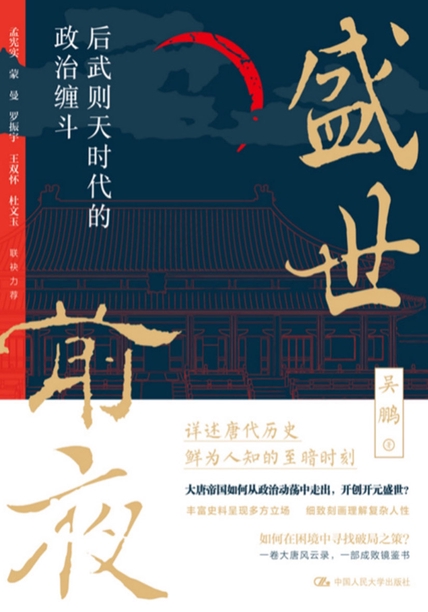 盛世
前夜
后武则天时代的
政治缠斗
孟宪实 蒙曼 罗振宇 王双怀 杜文玉 联袂力荐
吴鹏 著
详述唐代历史
鲜为人知的至暗时刻
大唐帝国如何从政治动荡中走出，开创开元盛世？
丰富史料呈现多方立场 细致刻画理解复杂人性
如何在困境中寻找破局之策？
一卷大唐风云录，一部成败镜鉴书
中国人民大学出版社